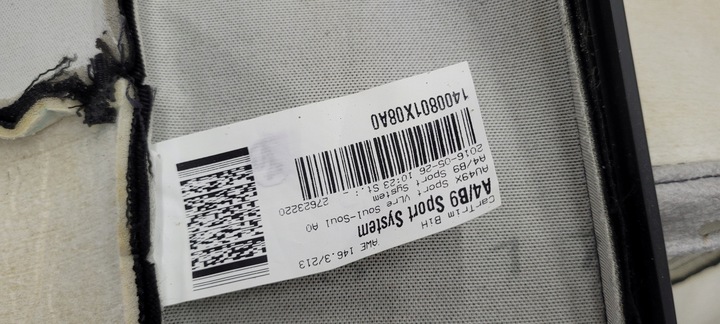 CarTrim BiH
A4/B9 Sport System
AU49X Sport VLre Soul-Soul A0
A4/B9 Sport System
2016-05-26 10:23 St.: -
27623220
AWE 146.3/213
1400801X08A0